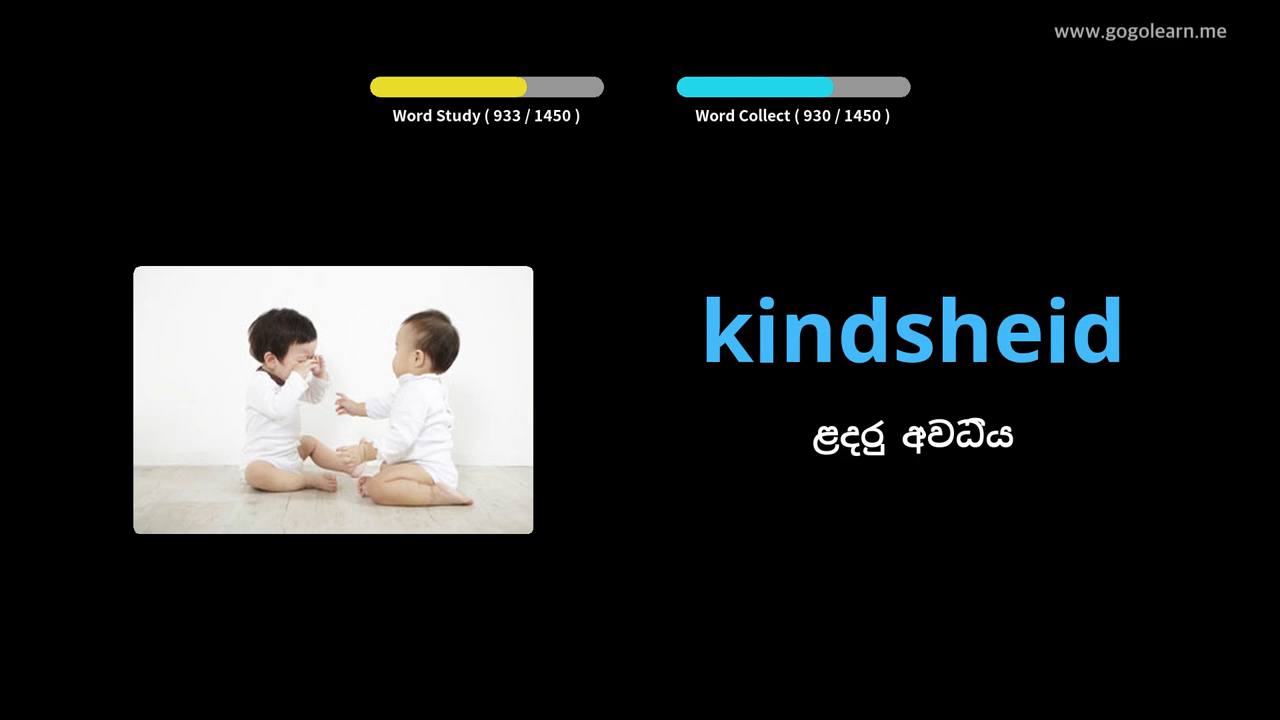 www.gogolearn.me
Word Study ( 933 / 1450 )
Word Collect ( 930 / 1450 )
kindsheid
ළදරු අවධිය